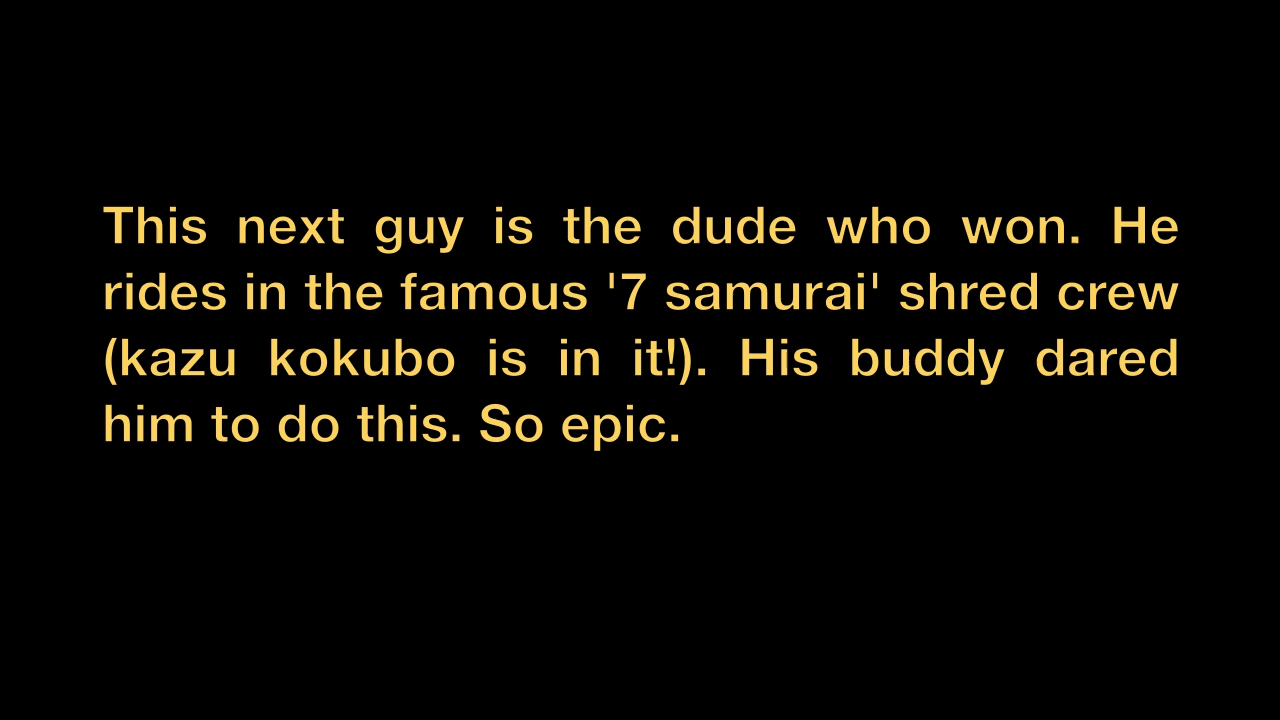 This next guy is the dude who won. He
rides in the famous '7 samurai' shred crew
(kazu kokubo is in it!). His buddy dared
him to do this. So epic.